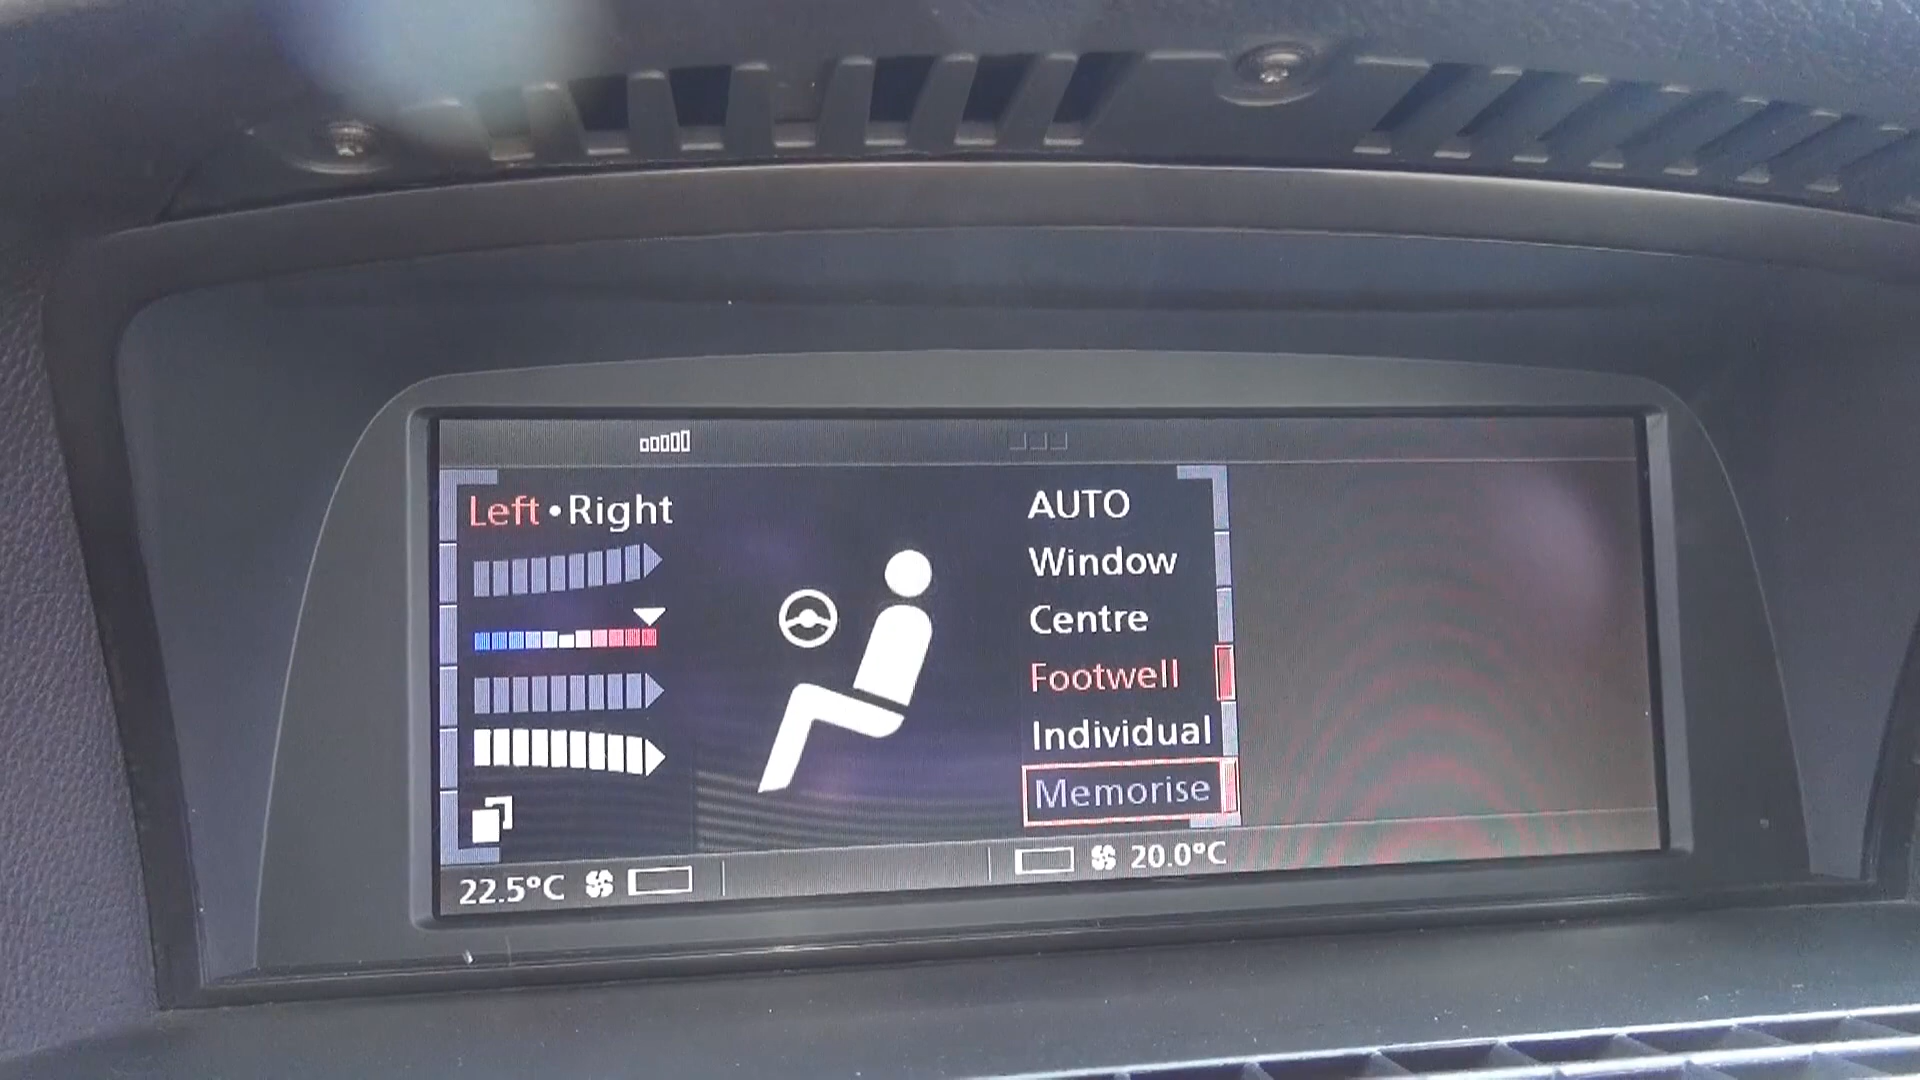 Left•Right
AUTO
Window
Centre
Footwell
Individual
Memorise
22.5°C
20.0°C